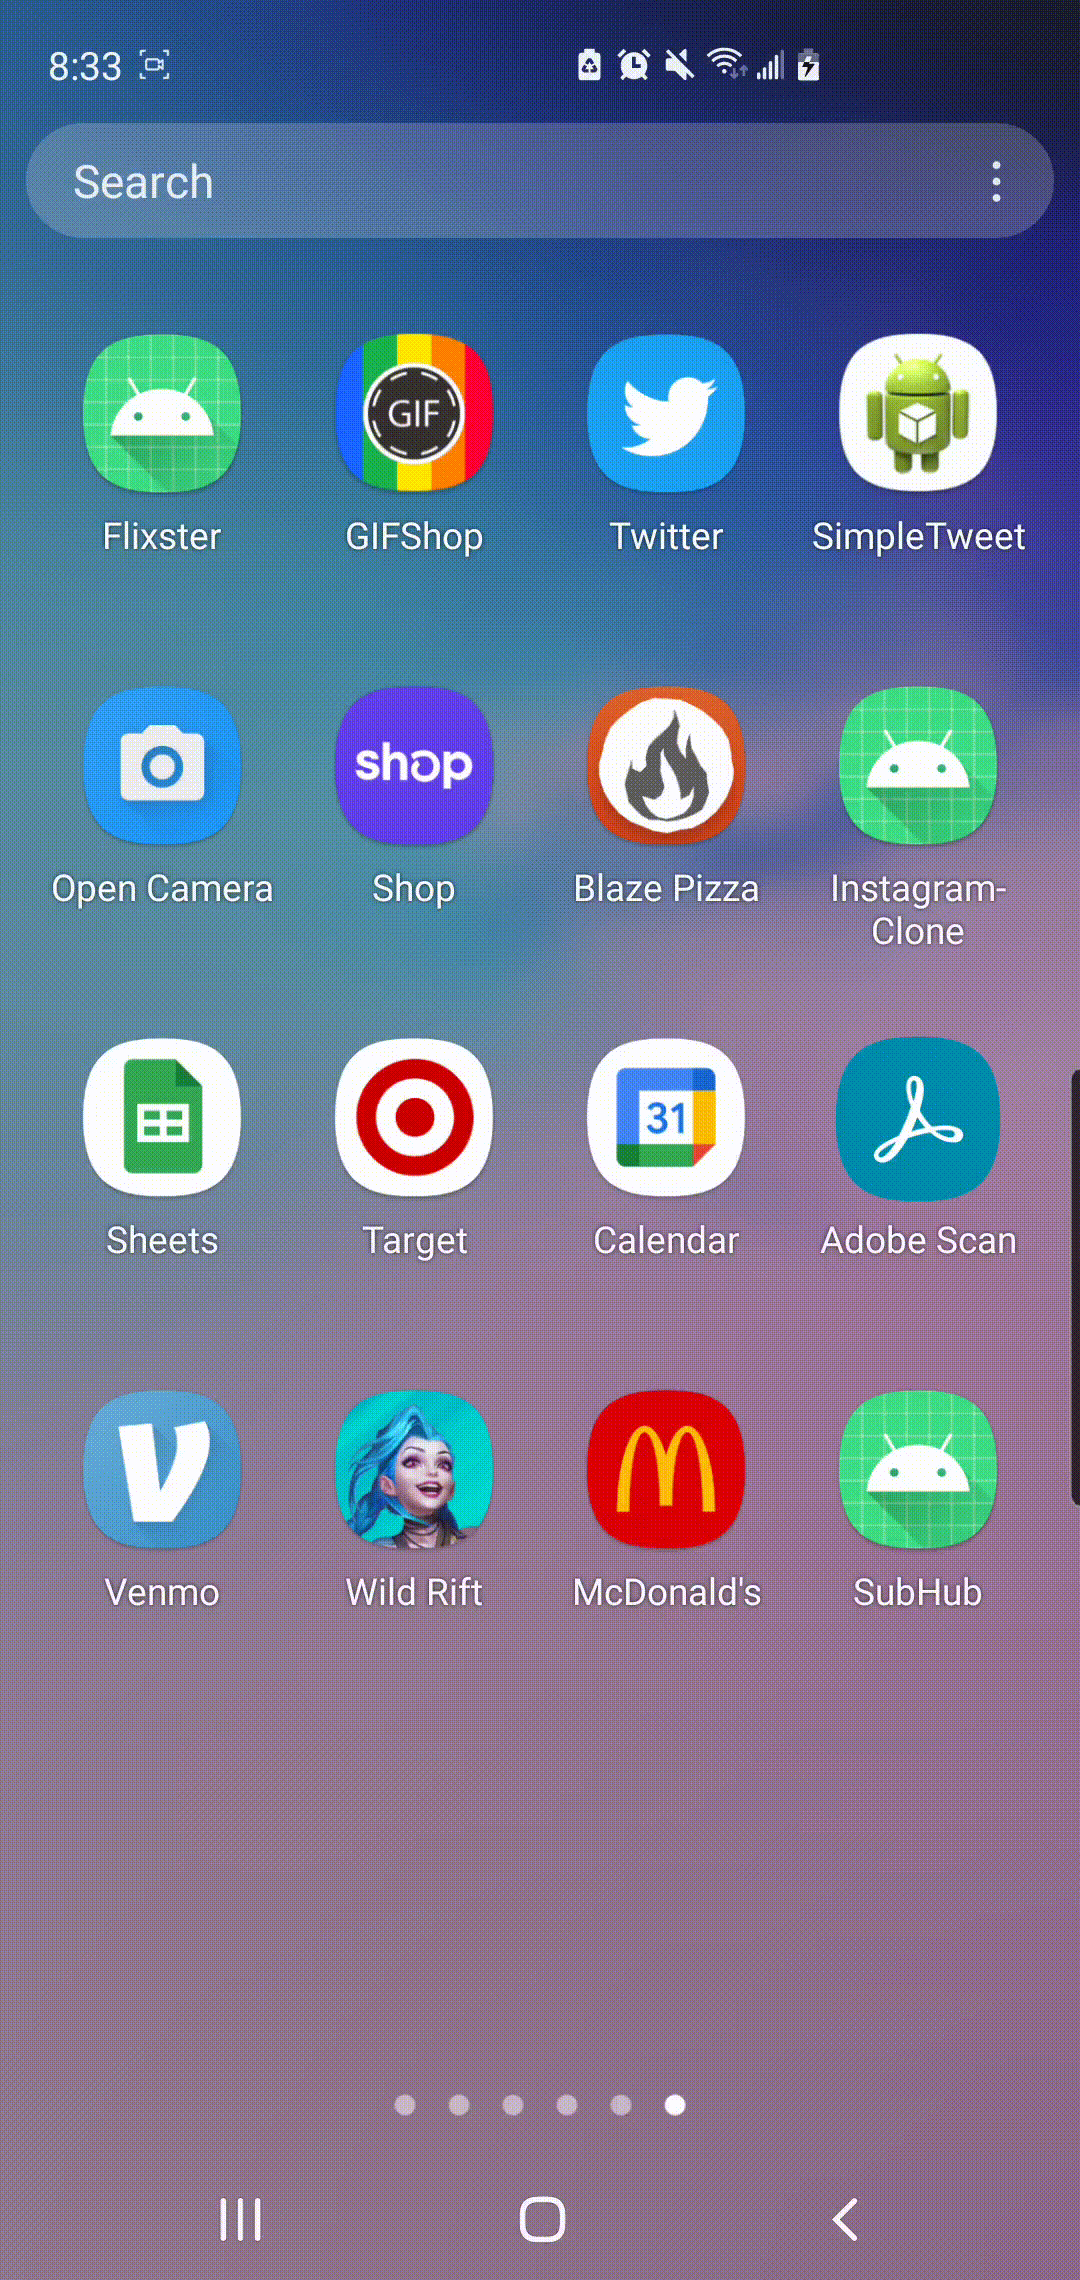 8:33
Search
GIF
Flixster GIFShop Twitter SimpleTweet
shop
Open Camera Shop Blaze Pizza Instagram-
Clone
31
Sheets Target Calendar Adobe Scan
Venmo Wild Rift McDonald's SubHub